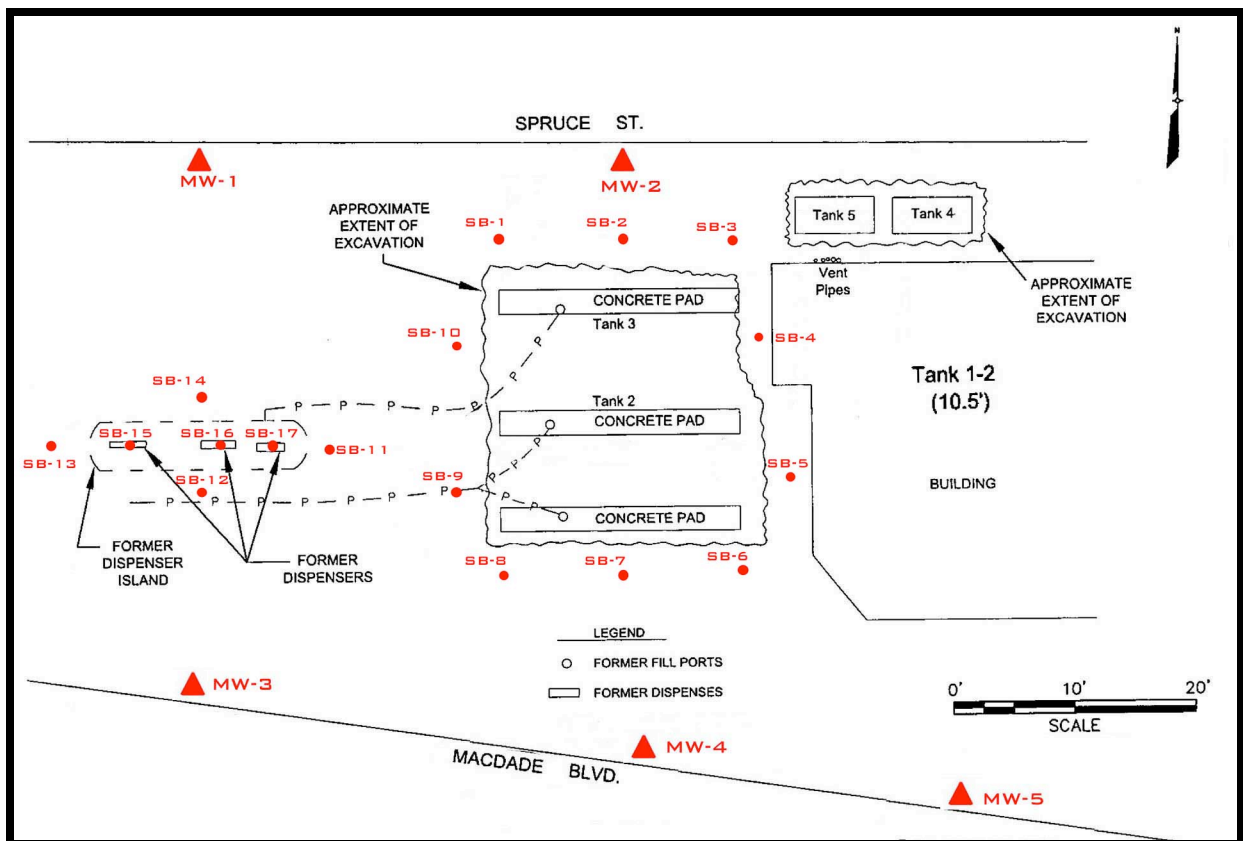 N
SPRUCE ST.
MW-1
MW-2
APPROXIMATE
EXTENT OF
EXCAVATION
SB-1
SB-2
SB-3
Tank 5
Tank 4
Vent
Pipes
APPROXIMATE
EXTENT OF
EXCAVATION
CONCRETE PAD
Tank 3
SB-10
P
P
P
SB-4
Tank 1-2
(10.5')
SB-14
P P P P P
Tank 2
CONCRETE PAD
SB-13
SB-15
SB-16
SB-17
SB-11
SB-12
SB-9
SB-5
P P P P P P P P
P
P
BUILDING
CONCRETE PAD
FORMER
DISPENSER
ISLAND
FORMER
DISPENSERS
SB-8
SB-7
SB-6
LEGEND
FORMER FILL PORTS
FORMER DISPENSES
MW-3
0' 10' 20'
SCALE
MW-4
MACDADE BLVD.
MW-5